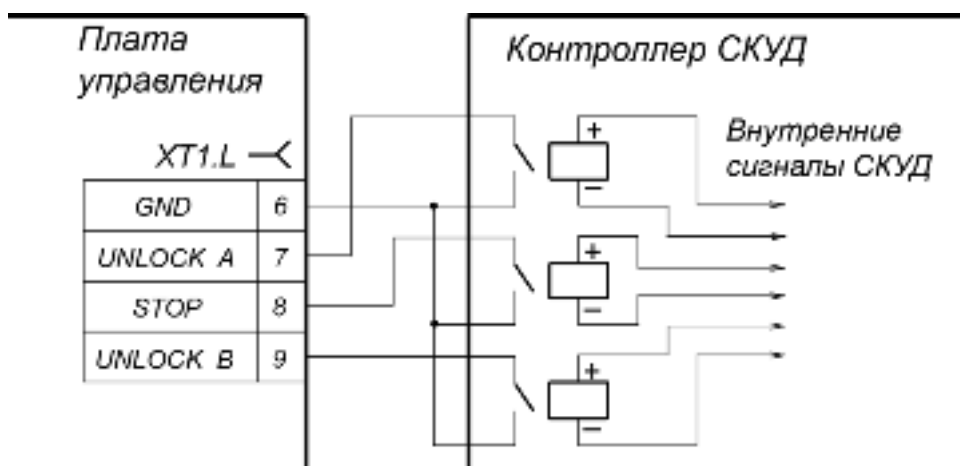 Плата
управления
Контроллер СКУД
Внутренние
сигналы СКУД
XT1.L
GND 6
UNLOCK A 7
STOP 8
UNLOCK B 9
+
−
+
−
+
−